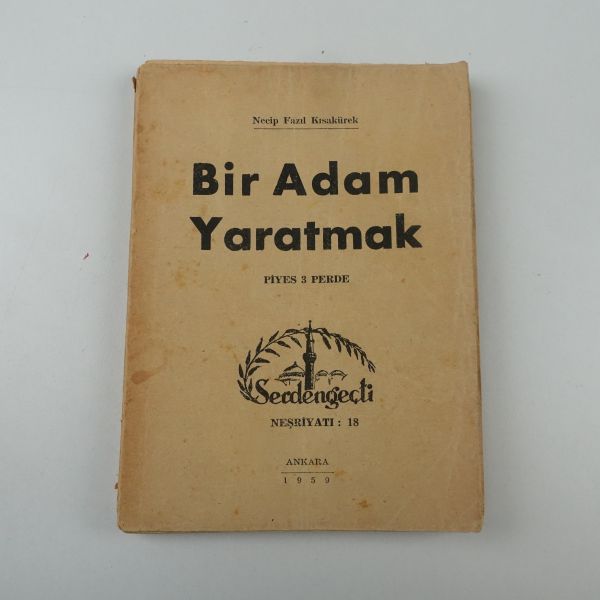 Necip Fazıl Kısakürek
Bir Adam
Yaratmak
PİYES 3 PERDE
Serdengeçti
NEŞRİYATI : 18
ANKARA
1959